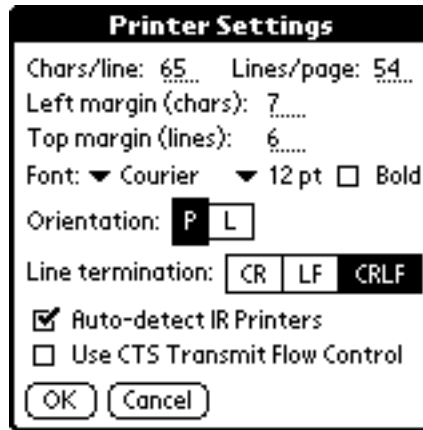 Printer Settings
Chars/line: 65 Lines/page: 54
Left margin (chars): 7
Top margin (lines): 6
Font: Courier 12 pt Bold
Orientation: P L
Line termination: CR LF CRLF
Auto-detect IR Printers
Use CTS Transmit Flow Control
OK Cancel